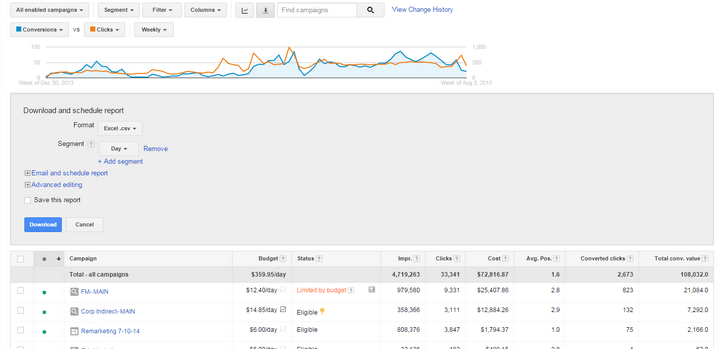 All enabled campaigns Segment Filter Columns Find campaigns View Change History
Conversions VS Clicks Weekly
100 1,000
50 500
0 0
Week of Dec 30, 2013 Week of Aug 3, 2015
Download and schedule report
Format Excel .csv
Segment ? Day Remove
+ Add segment
Email and schedule report
Advanced editing
Save this report
Download Cancel
Campaign Budget ? Status ? Impr. ? Clicks ? Cost ? Avg. Pos. ? Converted clicks ? Total conv. value ?
Total - all campaigns $359.95/day 4,719,263 33,341 $72,816.87 1.6 2,673 108,032.0
FM- MAIN $12.40/day Limited by budget ? 979,580 9,331 $25,407.86 2.8 823 21,084.0
Corp Indirect- MAIN $14.85/day Eligible 358,366 3,111 $12,884.26 2.9 132 7,292.0
Remarketing 7-10-14 $6.00/day Eligible 808,376 3,847 $1,794.37 1.0 75 2,166.0